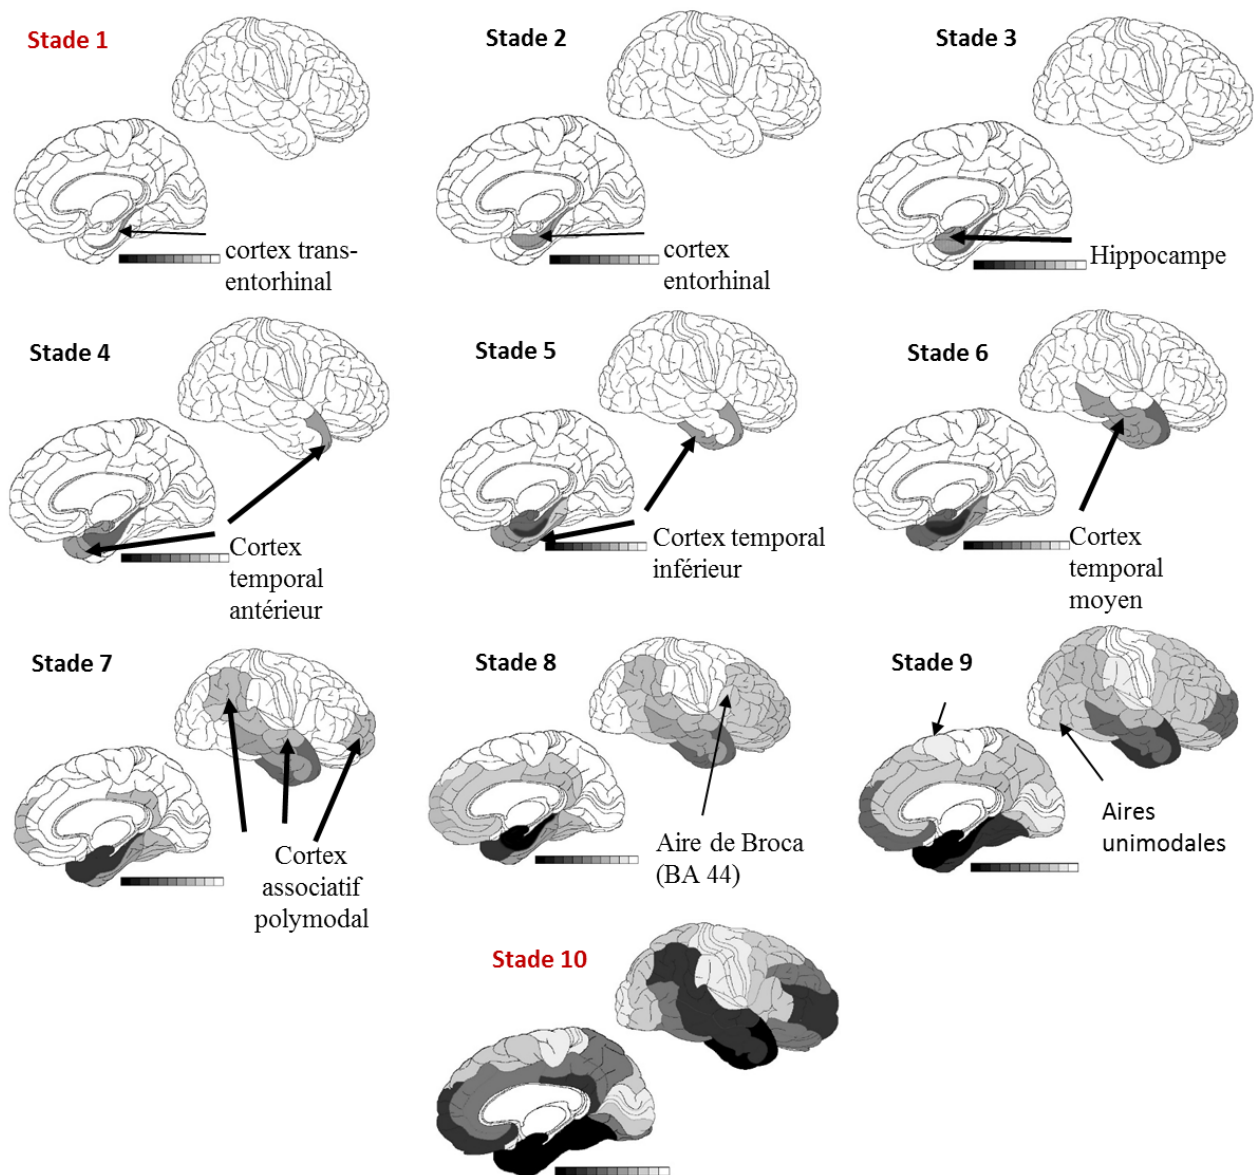 Stade 1
cortex trans-
entorhinal
Stade 2
cortex
entorhinal
Stade 3
Hippocampe
Stade 4
Cortex
temporal
antérieur
Stade 5
Cortex temporal
inférieur
Stade 6
Cortex
temporal
moyen
Stade 7
Cortex
associatif
polymodal
Stade 8
Aire de Broca
(BA 44)
Stade 9
Aires
unimodales
Stade 10